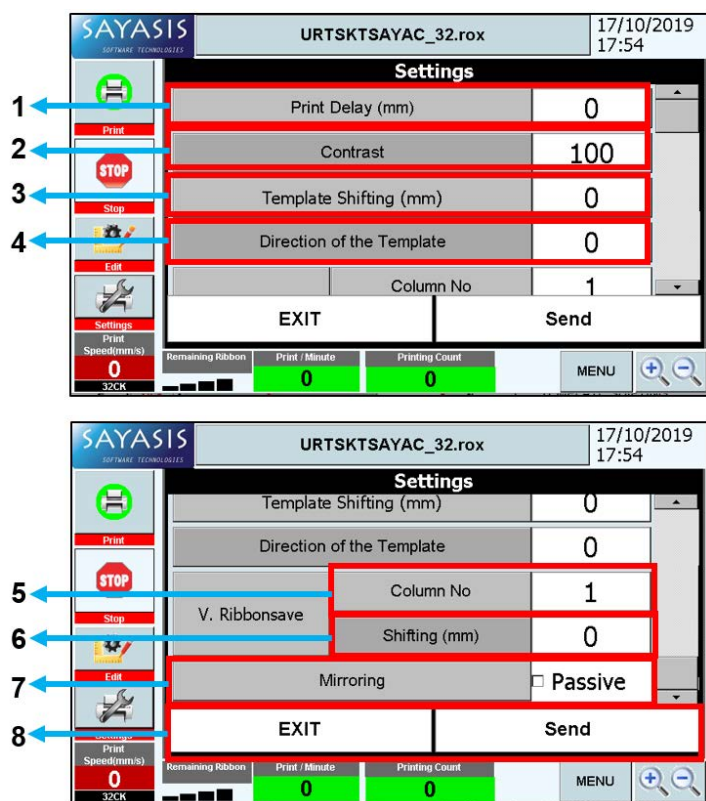 SAYASIS
SOFTWARE TECHNOLOGIES
URTSKTSAYAC_32.rox
17/10/2019
17:54
Settings
1 Print Delay (mm) 0
Print
2 Contrast 100
STOP
3 Template Shifting (mm) 0
Stop
4 Direction of the Template 0
Edit
Column No 1
EXIT Send
Settings
Print
Speed(mm/s)
0
32CK
Remaining Ribbon Print / Minute Printing Count
0 0
MENU
SAYASIS
SOFTWARE TECHNOLOGIES
URTSKTSAYAC_32.rox
17/10/2019
17:54
Settings
Template Shifting (mm) 0
Print
Direction of the Template 0
STOP
5 Column No 1
V. Ribbonsave
Stop
6 Shifting (mm) 0
7 Mirroring Passive
Edit
8 EXIT Send
Settings
Print
Speed(mm/s)
0
32CK
Remaining Ribbon Print / Minute Printing Count
0 0
MENU